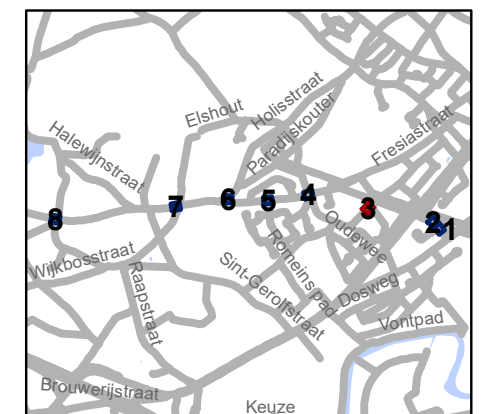 Holisstraat
Elshout
Paradijskouter
Fresiastraat
Halewijnstraat
8
7
6
5
4
3
2
1
Oudewee
Wijkbosstraat
Romeinspad
Sint-Gerolfstraat
Raapstraat
Dosweg
Vontpad
Brouwerijstraat
Keuze